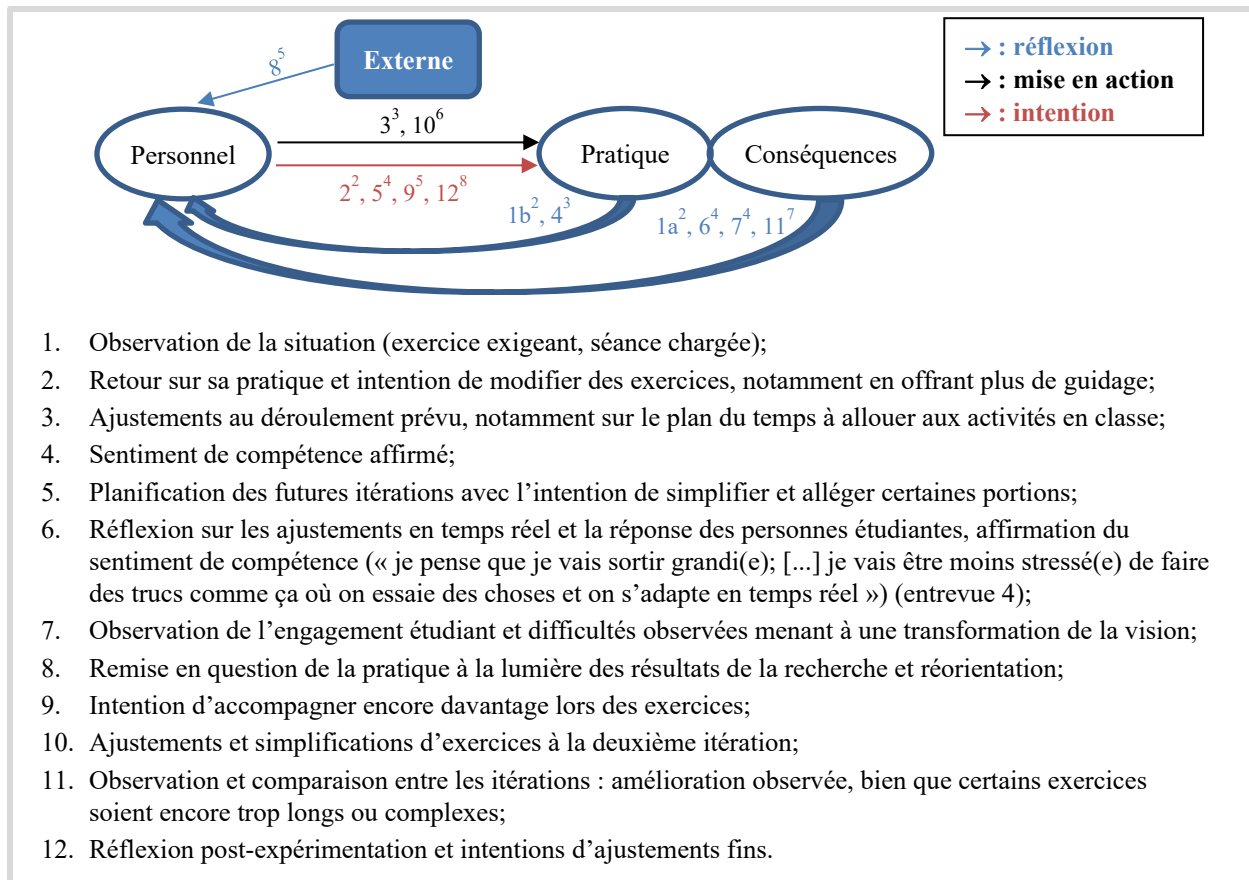 Externe
→ : réflexion
→ : mise en action
→ : intention
8⁵
3³, 10⁶
Personnel
Pratique
Conséquences
2², 5⁴, 9⁵, 12⁸
1b², 4³
1a², 6⁴, 7⁴, 11⁷
1. Observation de la situation (exercice exigeant, séance chargée);
2. Retour sur sa pratique et intention de modifier des exercices, notamment en offrant plus de guidage;
3. Ajustements au déroulement prévu, notamment sur le plan du temps à allouer aux activités en classe;
4. Sentiment de compétence affirmé;
5. Planification des futures itérations avec l’intention de simplifier et alléger certaines portions;
6. Réflexion sur les ajustements en temps réel et la réponse des personnes étudiantes, affirmation du
sentiment de compétence (« je pense que je vais sortir grandi(e); [...] je vais être moins stressé(e) de faire
des trucs comme ça où on essaie des choses et on s’adapte en temps réel ») (entrevue 4);
7. Observation de l’engagement étudiant et difficultés observées menant à une transformation de la vision;
8. Remise en question de la pratique à la lumière des résultats de la recherche et réorientation;
9. Intention d’accompagner encore davantage lors des exercices;
10. Ajustements et simplifications d’exercices à la deuxième itération;
11. Observation et comparaison entre les itérations : amélioration observée, bien que certains exercices
soient encore trop longs ou complexes;
12. Réflexion post-expérimentation et intentions d’ajustements fins.